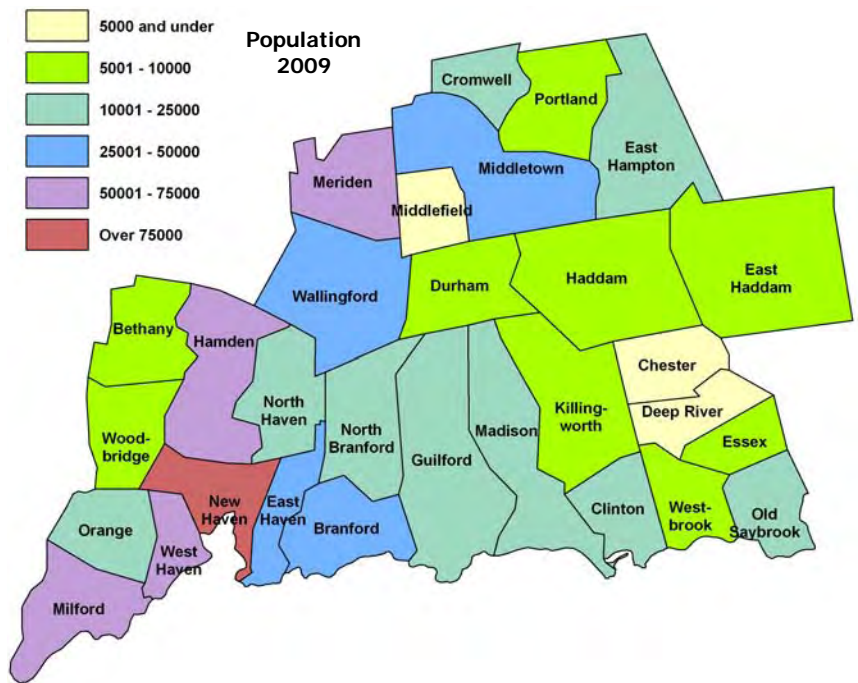 5000 and under
5001 - 10000
10001 - 25000
25001 - 50000
50001 - 75000
Over 75000
Population
2009
Cromwell
Portland
East
Hampton
Middletown
Meriden
Middlefield
Wallingford
Durham
Haddam
East
Haddam
Bethany
Hamden
North
Haven
Chester
Deep River
Essex
Killing-
worth
Madison
North
Branford
Guilford
Wood-
bridge
New
Haven
East
Haven
Branford
Clinton
West-
brook
Old
Saybrook
Orange
West
Haven
Milford